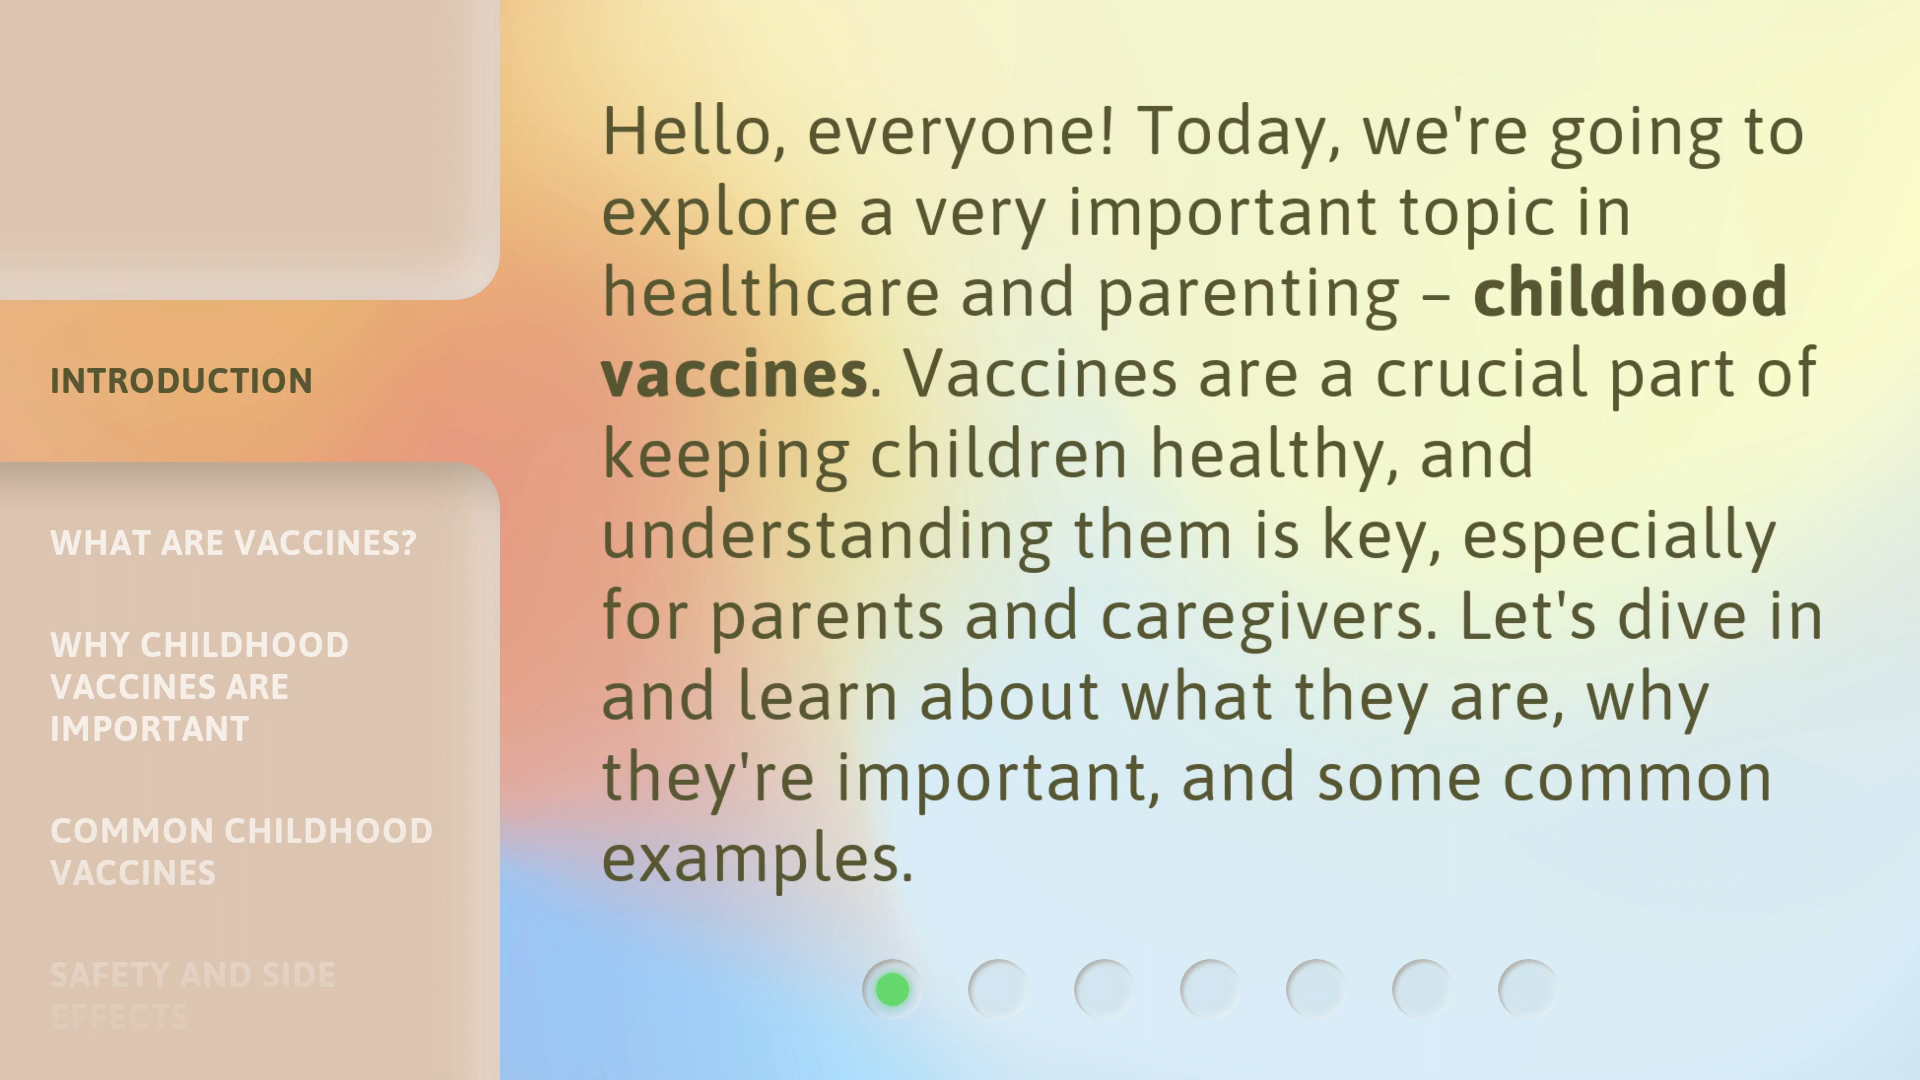 INTRODUCTION
WHAT ARE VACCINES?
WHY CHILDHOOD
VACCINES ARE
IMPORTANT
COMMON CHILDHOOD
VACCINES
SAFETY AND SIDE
EFFECTS
Hello, everyone! Today, we're going to
explore a very important topic in
healthcare and parenting – childhood
vaccines. Vaccines are a crucial part of
keeping children healthy, and
understanding them is key, especially
for parents and caregivers. Let's dive in
and learn about what they are, why
they're important, and some common
examples.